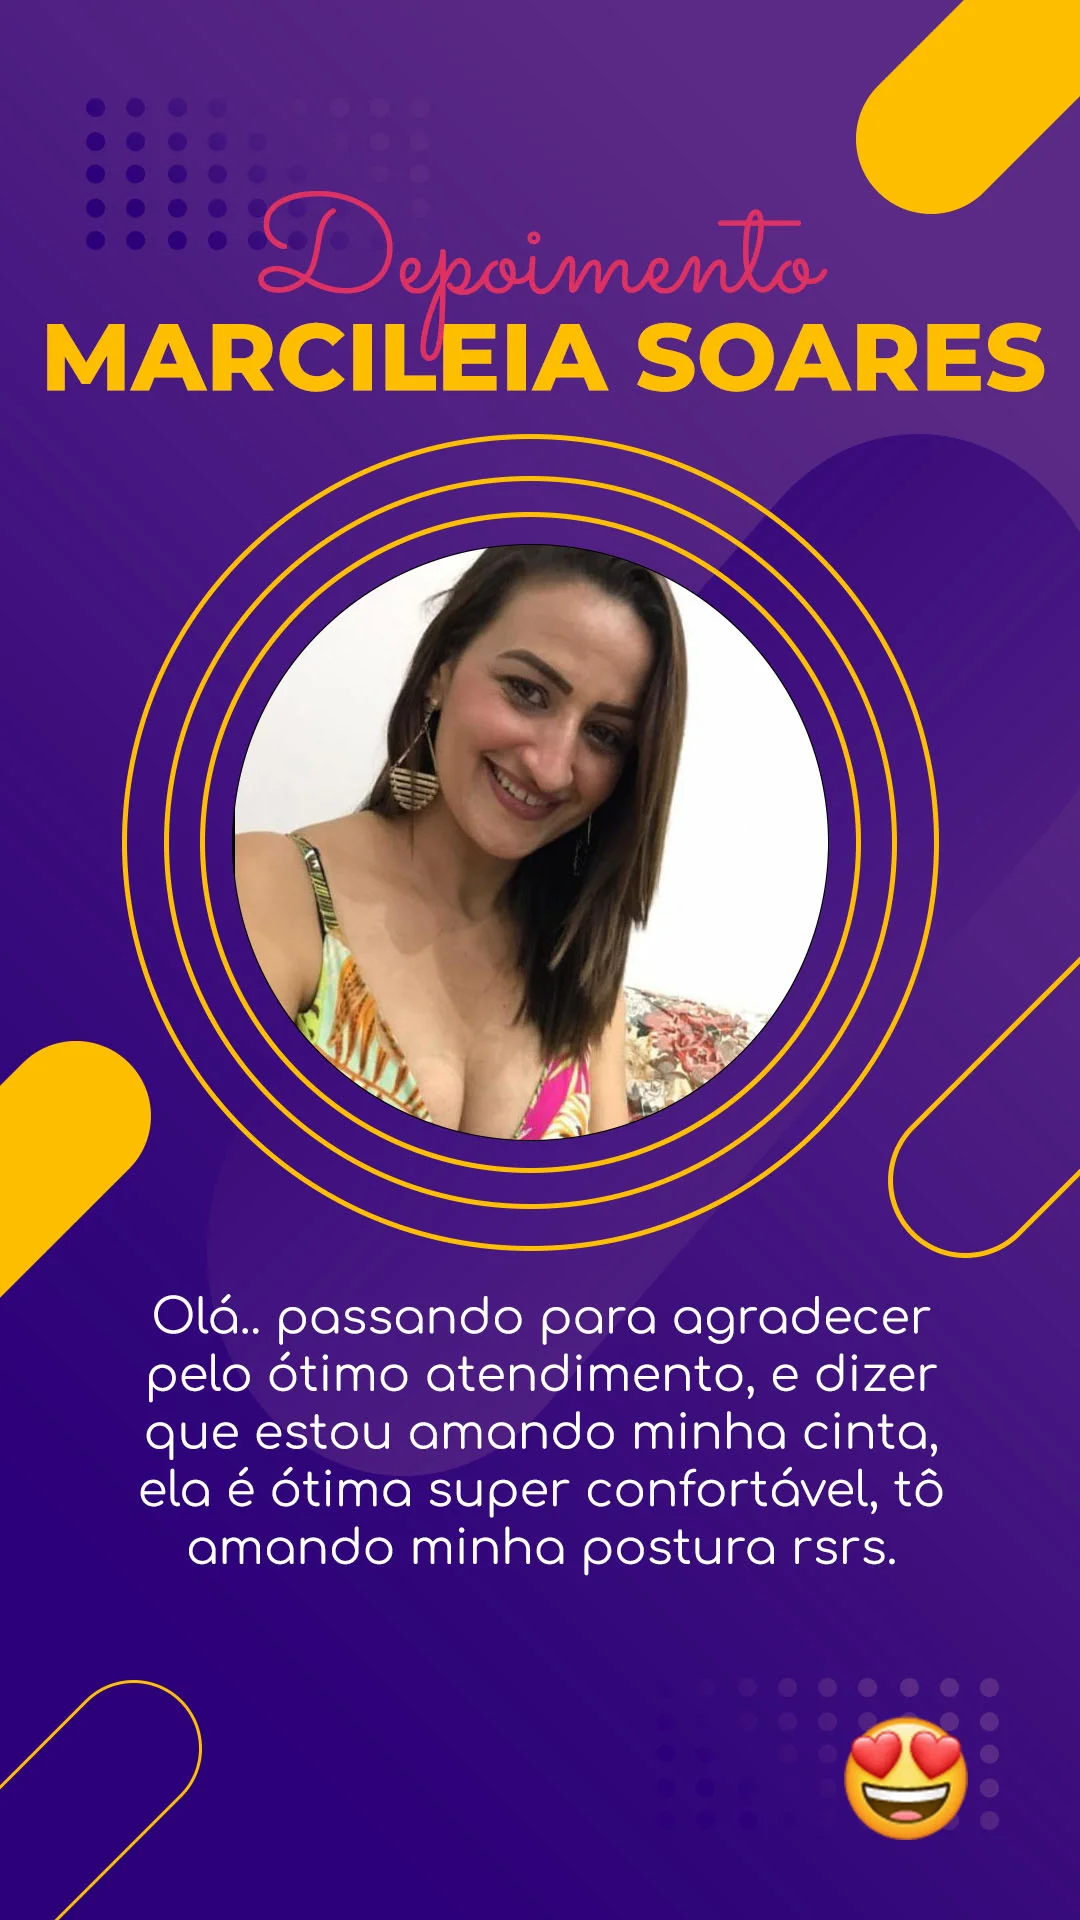 Depoimento
MARCILEIA SOARES
Olá.. passando para agradecer
pelo ótimo atendimento, e dizer
que estou amando minha cinta,
ela é ótima super confortável, tô
amando minha postura rsrs.